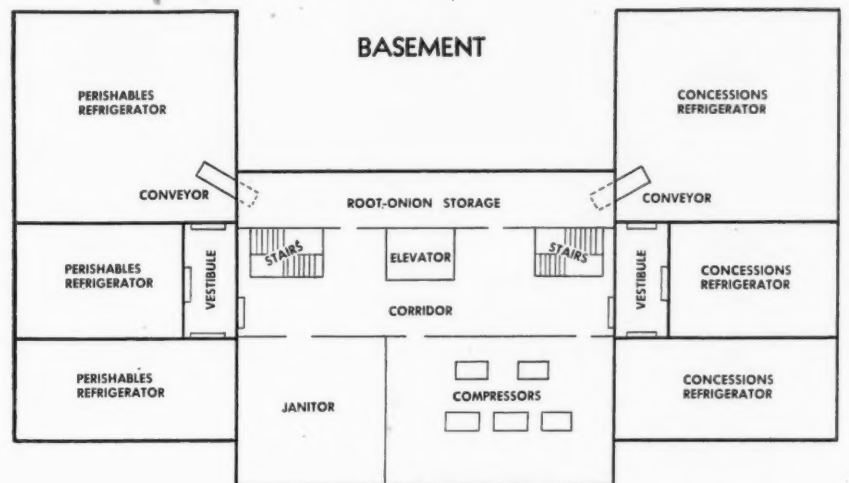 BASEMENT
PERISHABLES
REFRIGERATOR
CONCESSIONS
REFRIGERATOR
CONVEYOR
ROOT-ONION STORAGE
CONVEYOR
STAIRS
ELEVATOR
STAIRS
PERISHABLES
REFRIGERATOR
VESTIBULE
VESTIBULE
CONCESSIONS
REFRIGERATOR
CORRIDOR
PERISHABLES
REFRIGERATOR
JANITOR
COMPRESSORS
CONCESSIONS
REFRIGERATOR